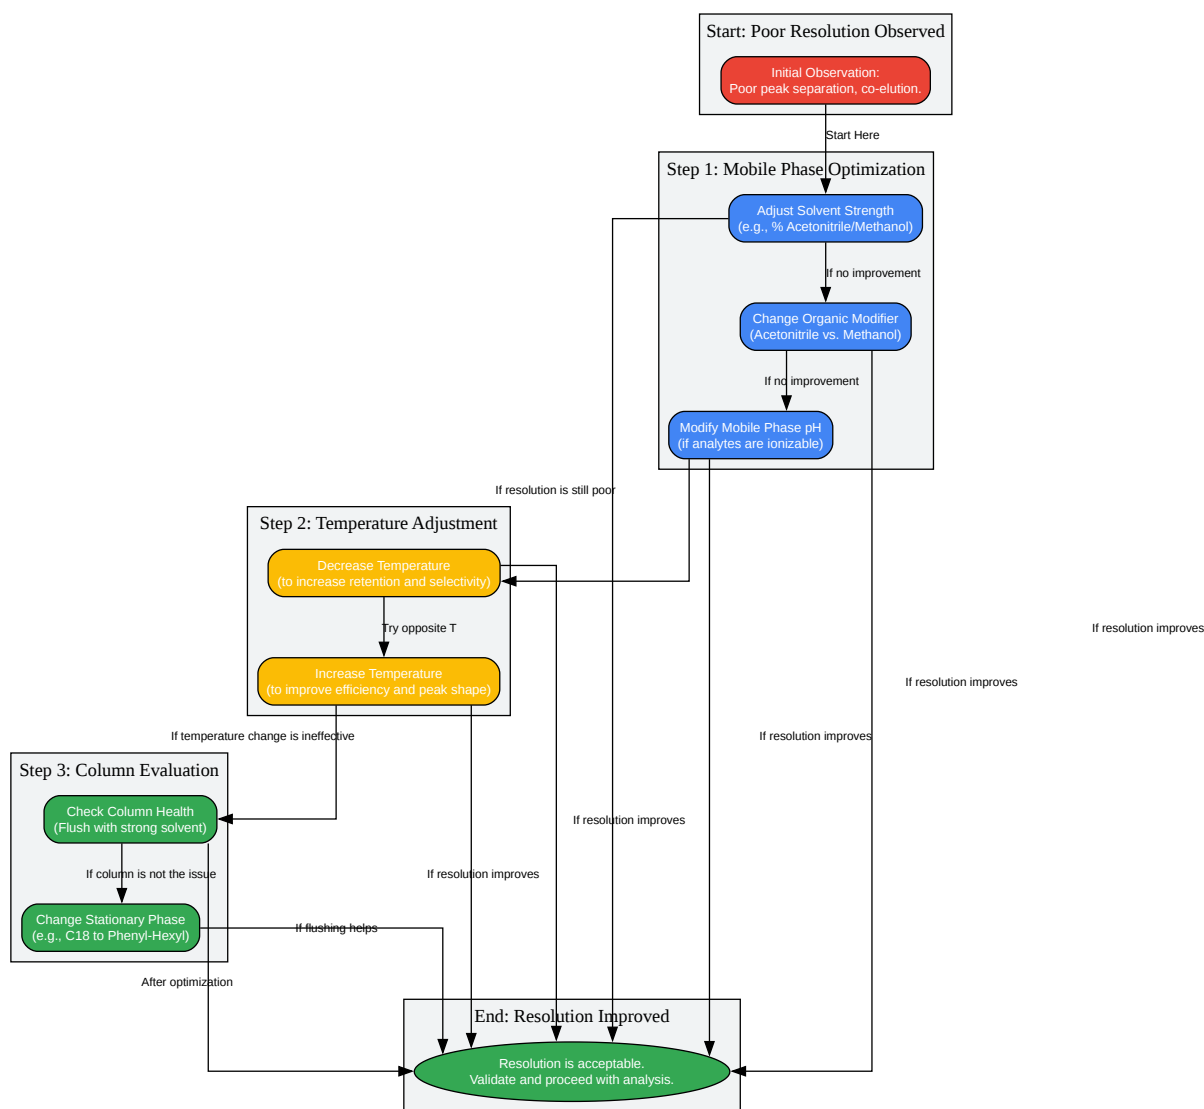 Start: Poor Resolution Observed
Initial Observation:
Poor peak separation, co-elution.
Start Here
Step 1: Mobile Phase Optimization
Adjust Solvent Strength
(e.g., % Acetonitrile/Methanol)
If no improvement
Change Organic Modifier
(Acetonitrile vs. Methanol)
If no improvement
Modify Mobile Phase pH
(if analytes are ionizable)
If resolution is still poor
Step 2: Temperature Adjustment
Decrease Temperature
(to increase retention and selectivity)
Try opposite T
If resolution improves
Increase Temperature
(to improve efficiency and peak shape)
If resolution improves
If temperature change is ineffective
If resolution improves
Step 3: Column Evaluation
Check Column Health
(Flush with strong solvent)
If resolution improves
If column is not the issue
If resolution improves
Change Stationary Phase
(e.g., C18 to Phenyl-Hexyl)
If flushing helps
After optimization
End: Resolution Improved
Resolution is acceptable.
Validate and proceed with analysis.